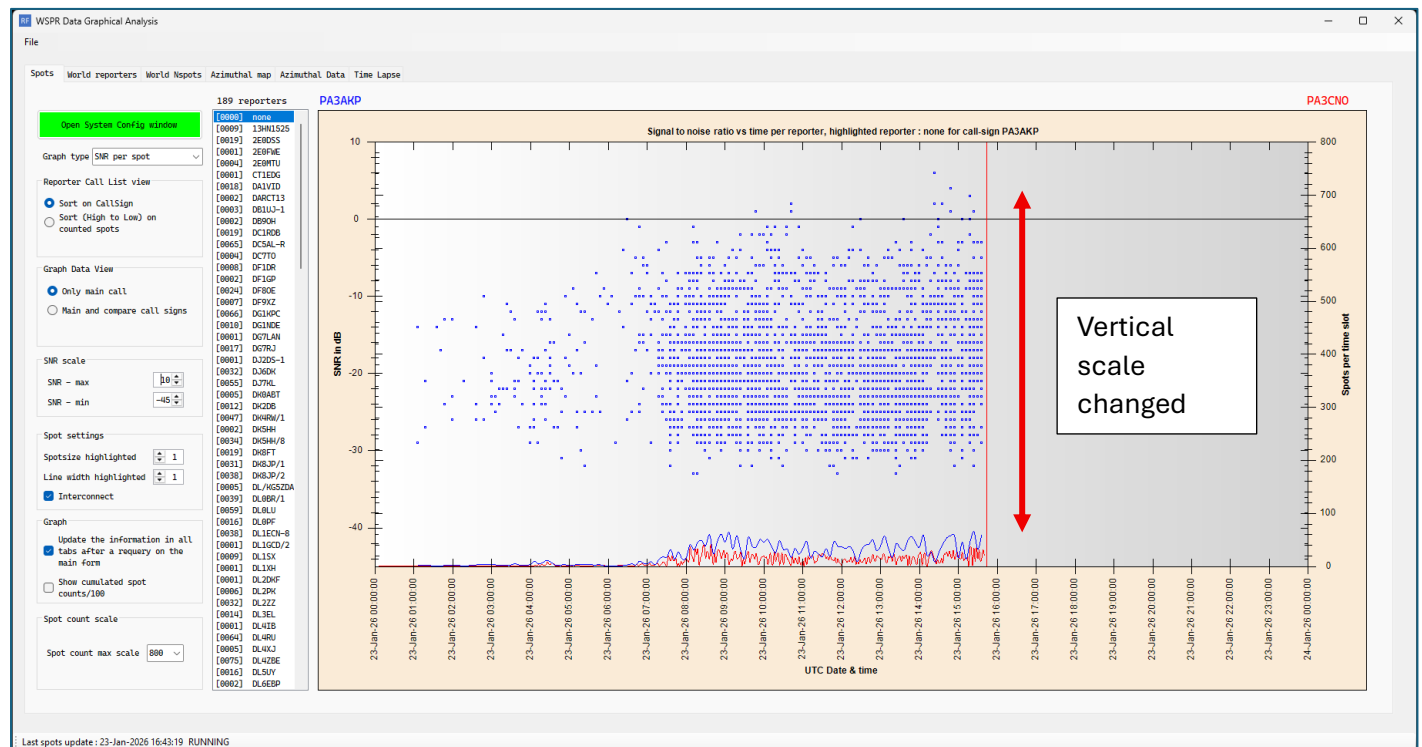 WSPR Data Graphical Analysis
File
Spots World reporters World Nspots Azimuthal map Azimuthal Data Time Lapse
Open System Config window
Graph type SNR per spot
Reporter Call List view
Sort on CallSign
Sort (High to Low) on
counted spots
Graph Data View
Only main call
Main and compare call signs
SNR scale
SNR - max 10
SNR - min -45
Spot settings
Spotsize highlighted 1
Line width highlighted 1
Interconnect
Graph
Update the information in all
tabs after a requery on the
main form
Show cumulated spot
counts/100
Spot count scale
Spot count max scale 800
189 reporters
[0000] none
[0009] 13HN1525
[0019] 2E0DSS
[0001] 2E0FWE
[0004] 2E0MTU
[0001] CT1EDG
[0018] DA1VID
[0002] DARCT13
[0003] DB1UJ-1
[0002] DB9OH
[0019] DC1RDB
[0065] DC5AL-R
[0004] DC7TO
[0008] DF1DR
[0002] DF1GP
[0024] DF8OE
[0007] DF9XZ
[0066] DG1KPC
[0010] DG1NDE
[0001] DG7LAN
[0017] DG7RJ
[0001] DJ2DS-1
[0032] DJ6DK
[0055] DJ7KL
[0005] DK0ABT
[0012] DK2DB
[0047] DK4RW/1
[0002] DK5HH
[0034] DK5HH/8
[0019] DK8FT
[0031] DK8JP/1
[0038] DK8JP/2
[0005] DL/KG5ZDA
[0039] DL0BR/1
[0059] DL0LU
[0016] DL0PF
[0038] DL1ECN-8
[0001] DL1GCD/2
[0009] DL1SX
[0001] DL1XH
[0001] DL2DKF
[0006] DL2PK
[0032] DL2ZZ
[0014] DL3EL
[0001] DL4IB
[0064] DL4RU
[0005] DL4XJ
[0075] DL4ZBE
[0016] DL5UY
[0002] DL6EBP
PA3AKP
PA3CNO
Signal to noise ratio vs time per reporter, highlighted reporter : none for call-sign PA3AKP
SNR in dB
10
0
-10
-20
-30
-40
Vertical
scale
changed
800
700
600
500
400
300
200
100
0
Spots per time slot
23-Jan-26 00:00:00
23-Jan-26 01:00:00
23-Jan-26 02:00:00
23-Jan-26 03:00:00
23-Jan-26 04:00:00
23-Jan-26 05:00:00
23-Jan-26 06:00:00
23-Jan-26 07:00:00
23-Jan-26 08:00:00
23-Jan-26 09:00:00
23-Jan-26 10:00:00
23-Jan-26 11:00:00
23-Jan-26 12:00:00
23-Jan-26 13:00:00
23-Jan-26 14:00:00
23-Jan-26 15:00:00
23-Jan-26 16:00:00
23-Jan-26 17:00:00
23-Jan-26 18:00:00
23-Jan-26 19:00:00
23-Jan-26 20:00:00
23-Jan-26 21:00:00
23-Jan-26 22:00:00
23-Jan-26 23:00:00
24-Jan-26 00:00:00
UTC Date & time
Last spots update : 23-Jan-2026 16:43:19 RUNNING